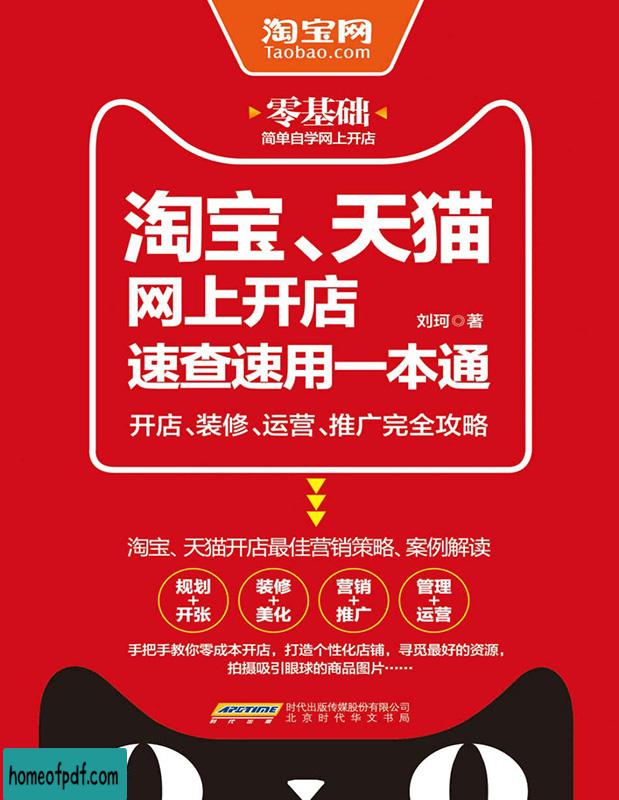 淘宝网
Taobao.com
零基础
简单自学网上开店
淘宝、天猫
网上开店
刘珂◎著
速查速用一本通
开店、装修、运营、推广完全攻略
淘宝、天猫开店最佳营销策略、案例解读
规划
+
开张
装修
+
美化
营销
+
推广
管理
+
运营
手把手教你零成本开店，打造个性化店铺，寻觅最好的资源，
拍摄吸引眼球的商品图片……
APGTIME
时代出版
时代出版传媒股份有限公司
北京时代华文书局
homeofpdf.com